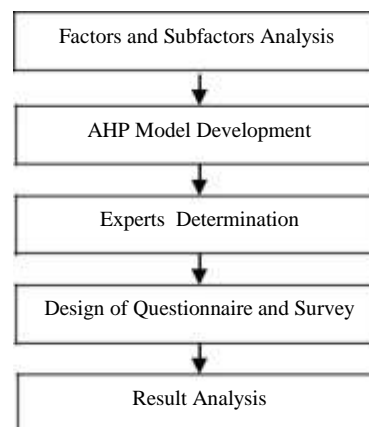 Factors and Subfactors Analysis
AHP Model Development
Experts Determination
Design of Questionnaire and Survey
Result Analysis